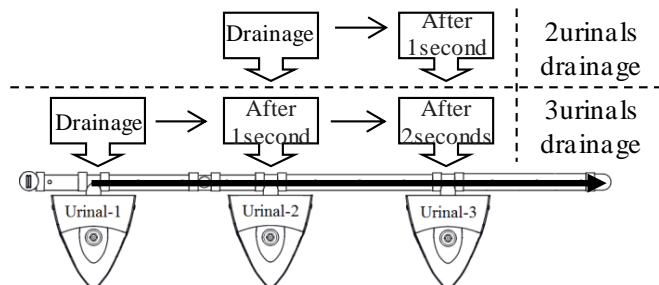 Drainage
After
1second
2urinals
drainage
Drainage
After
1second
After
2seconds
3urinals
drainage
Urinal-1
Urinal-2
Urinal-3